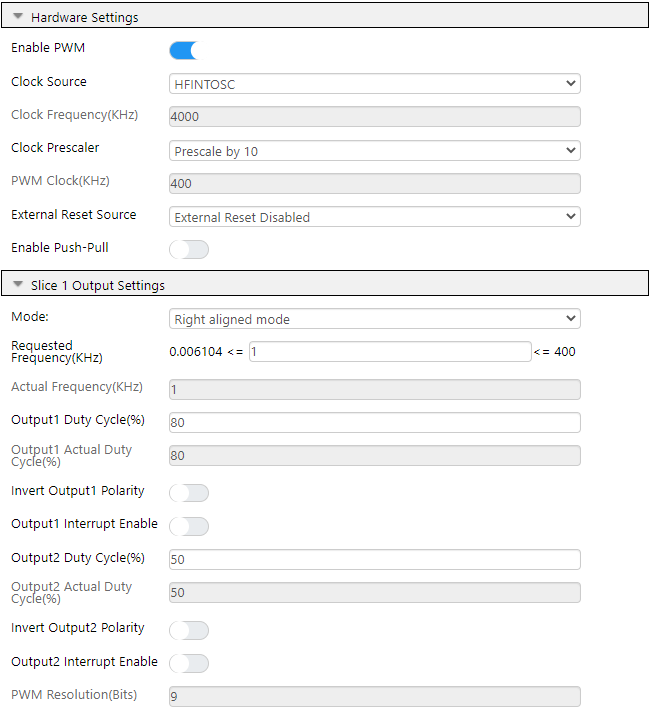 Hardware Settings
Enable PWM
Clock Source HFINTOSC
Clock Frequency(KHz) 4000
Clock Prescaler Prescale by 10
PWM Clock(KHz) 400
External Reset Source External Reset Disabled
Enable Push-Pull
Slice 1 Output Settings
Mode: Right aligned mode
Requested
Frequency(KHz) 0.006104 <= 1 <= 400
Actual Frequency(KHz) 1
Output1 Duty Cycle(%) 80
Output1 Actual Duty
Cycle(%) 80
Invert Output1 Polarity
Output1 Interrupt Enable
Output2 Duty Cycle(%) 50
Output2 Actual Duty
Cycle(%) 50
Invert Output2 Polarity
Output2 Interrupt Enable
PWM Resolution(Bits) 9